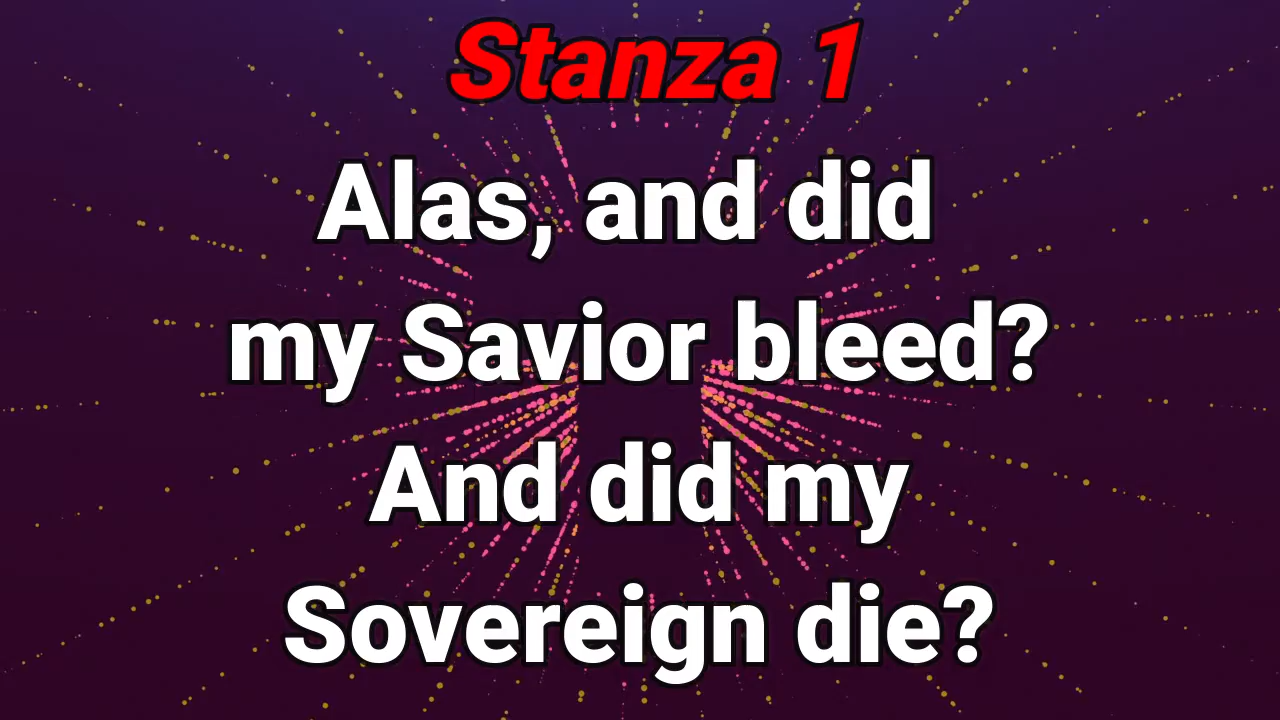 Stanza 1
Alas, and did
my Savior bleed?
And did my
Sovereign die?